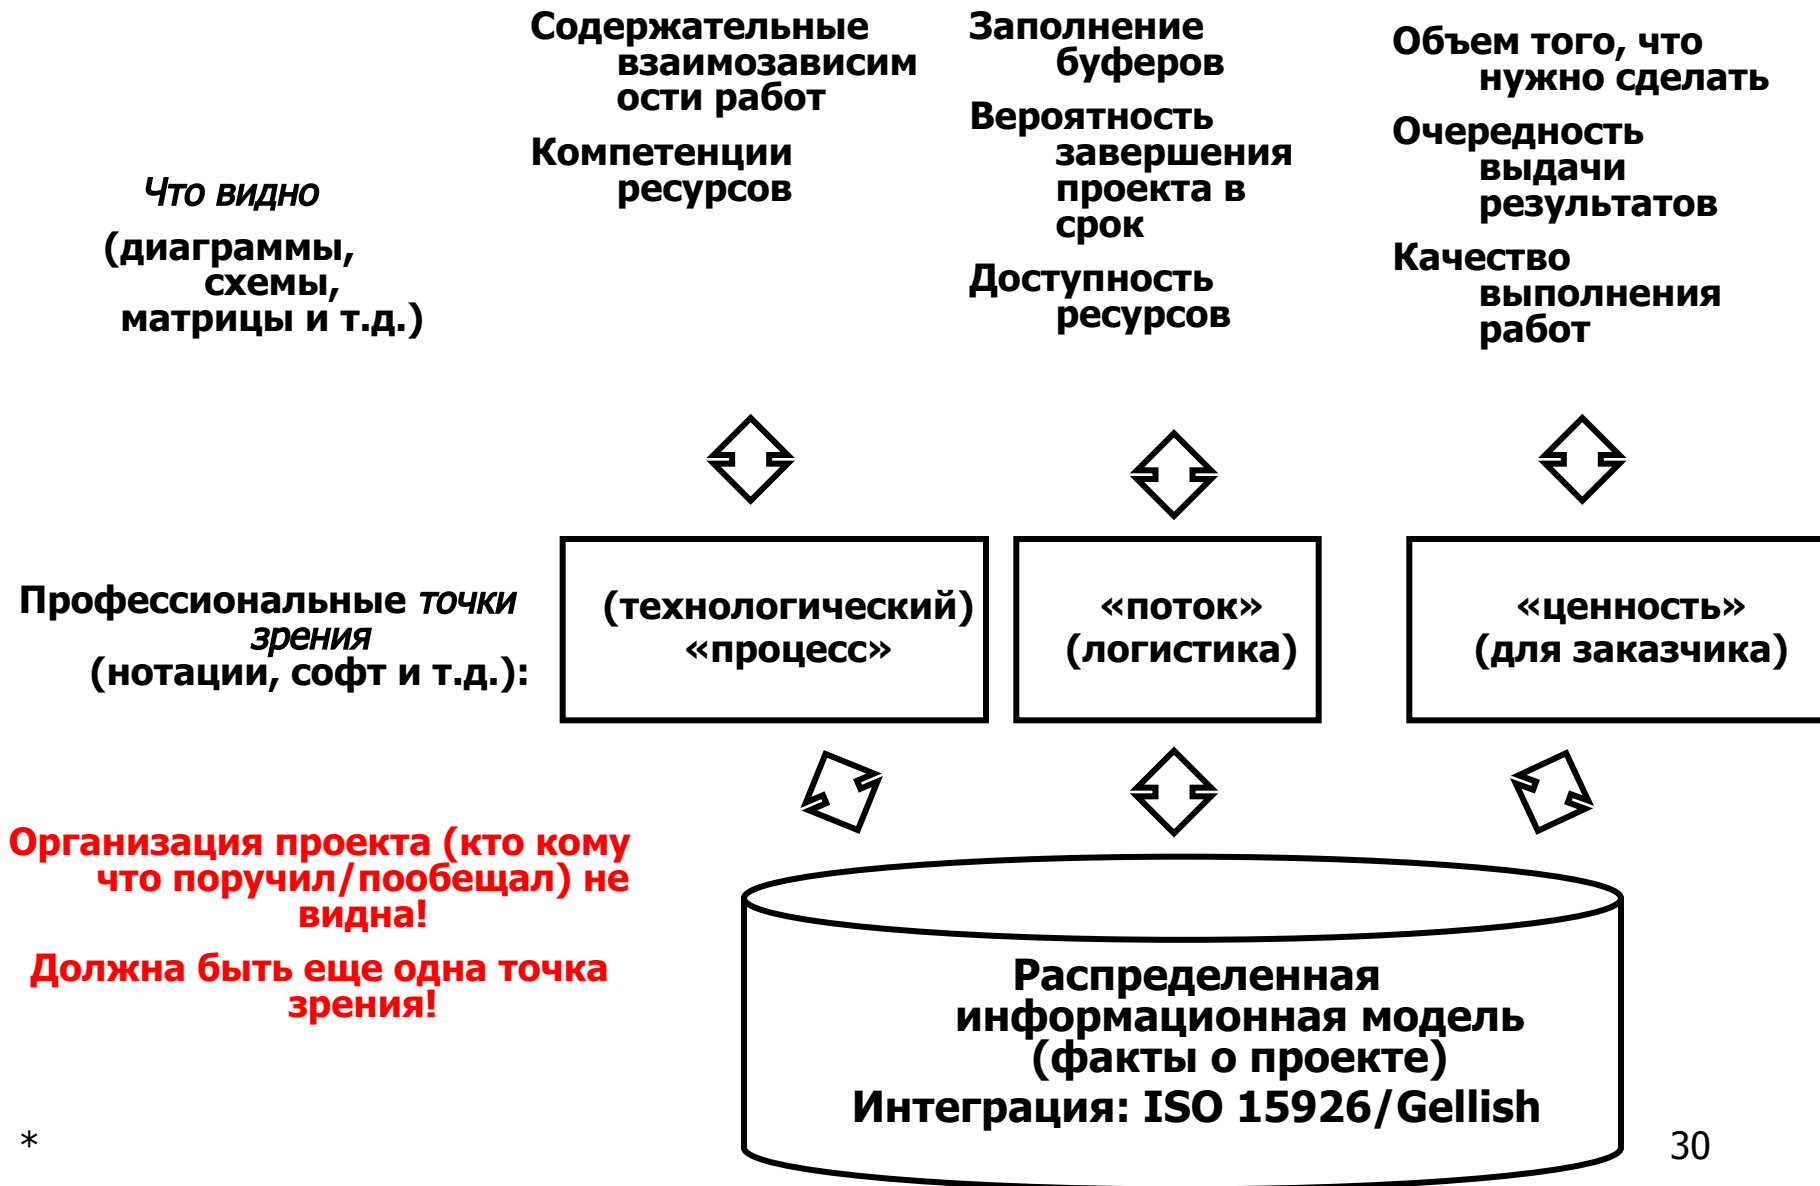 Содержательные
взаимозависим
ости работ
Компетенции
ресурсов
Заполнение
буферов
Вероятность
завершения
проекта в
срок
Доступность
ресурсов
Объем того, что
нужно сделать
Очередность
выдачи
результатов
Качество
выполнения
работ
Что видно
(диаграммы,
схемы,
матрицы и т.д.)
Профессиональные точки
зрения
(нотации, софт и т.д.):
(технологический)
«процесс»
«поток»
(логистика)
«ценность»
(для заказчика)
Организация проекта (кто кому
что поручил/пообещал) не
видна!
Должна быть еще одна точка
зрения!
Распределенная
информационная модель
(факты о проекте)
Интеграция: ISO 15926/Gellish
*
30